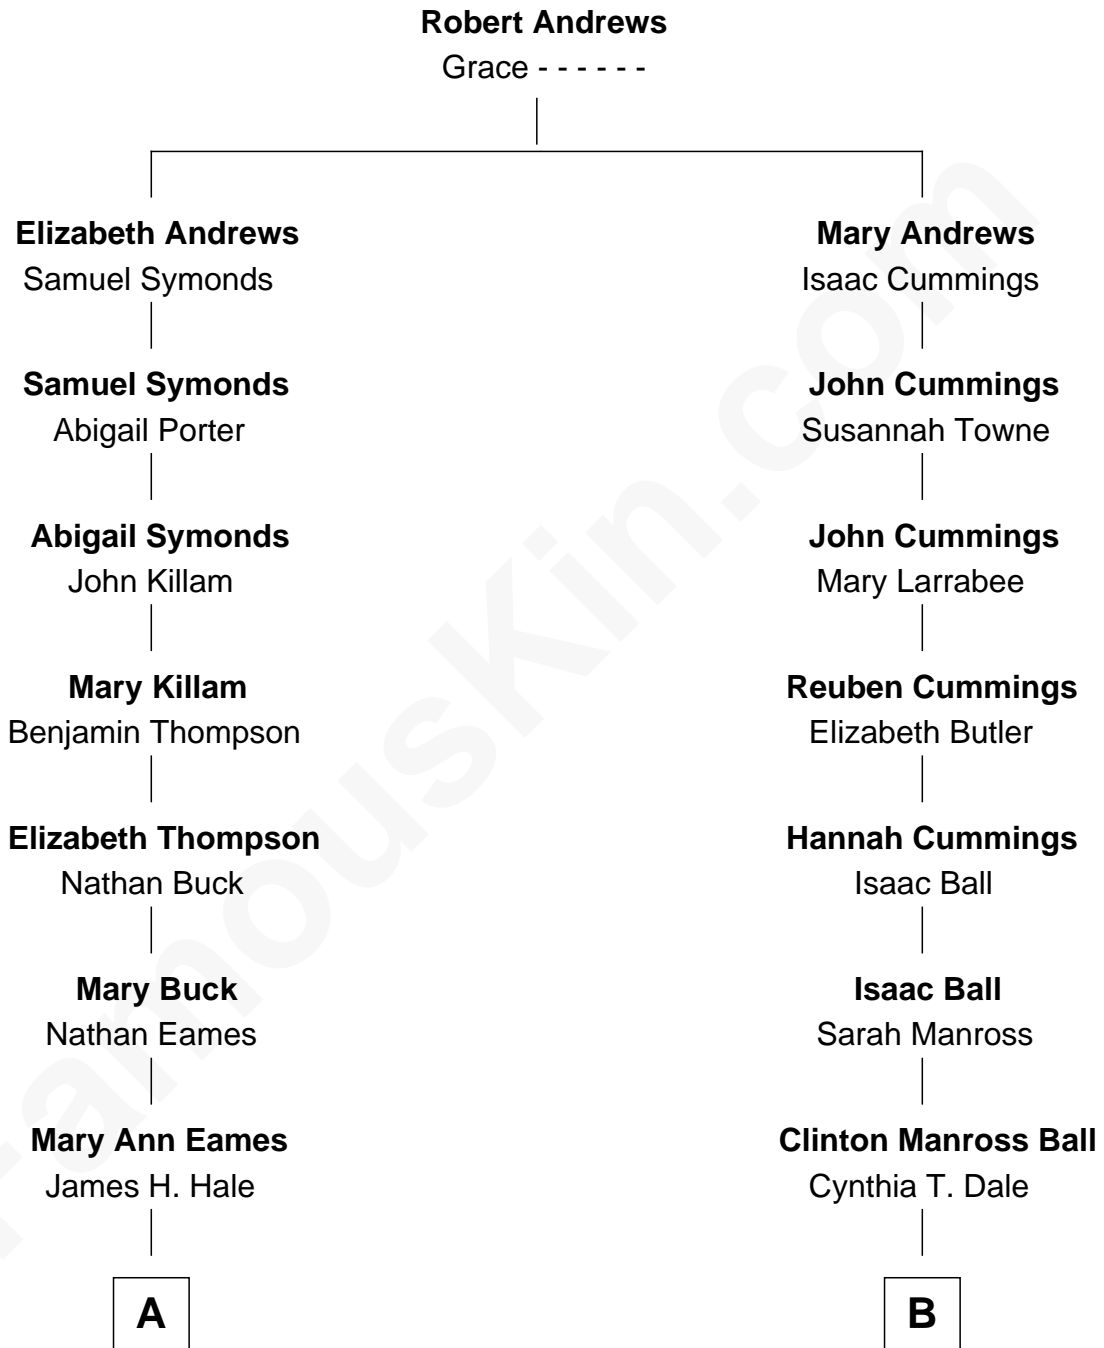 Robert Andrews
Grace - - - - - -
Elizabeth Andrews
Samuel Symonds
Mary Andrews
Isaac Cummings
Samuel Symonds
Abigail Porter
John Cummings
Susannah Towne
Abigail Symonds
John Killam
John Cummings
Mary Larrabee
Mary Killam
Benjamin Thompson
Reuben Cummings
Elizabeth Butler
Elizabeth Thompson
Nathan Buck
Hannah Cummings
Isaac Ball
Mary Buck
Nathan Eames
Isaac Ball
Sarah Manross
Mary Ann Eames
James H. Hale
Clinton Manross Ball
Cynthia T. Dale
A
B
FamousKin.com